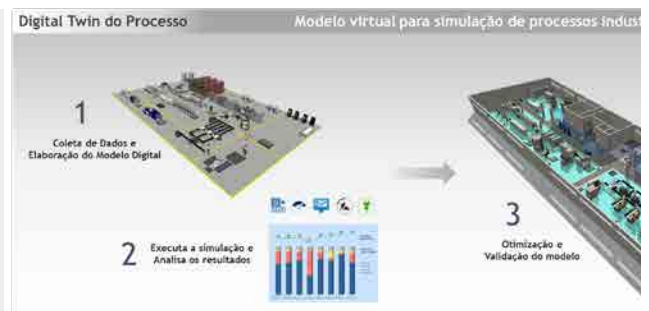 Digital Twin do Processo
Modelo virtual para simulação de processos indust
1
Coleta de Dados e
Elaboração do Modelo Digital
2
Executa a simulação e
Analisa os resultados
3
Otimização e
Validação do modelo